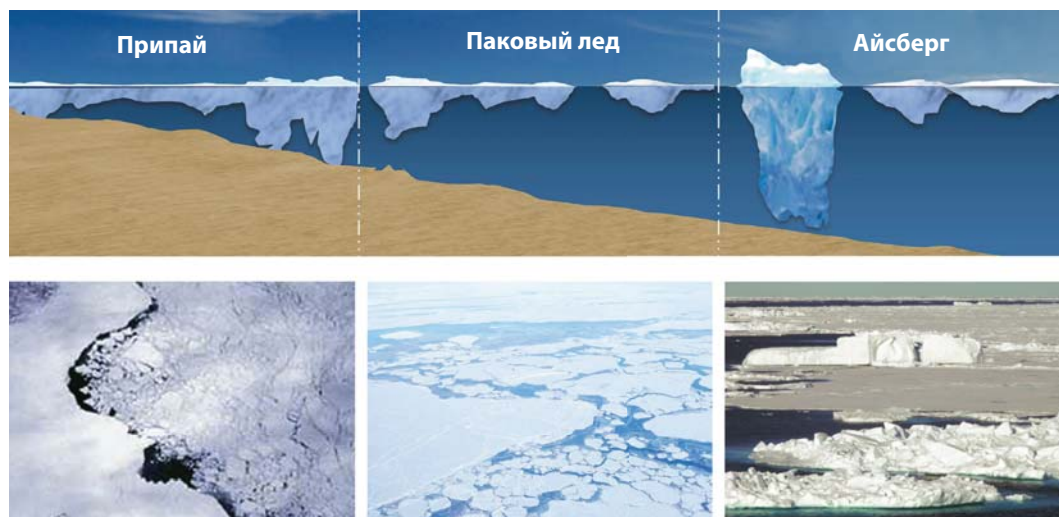 Припай
Паковый лед
Айсберг